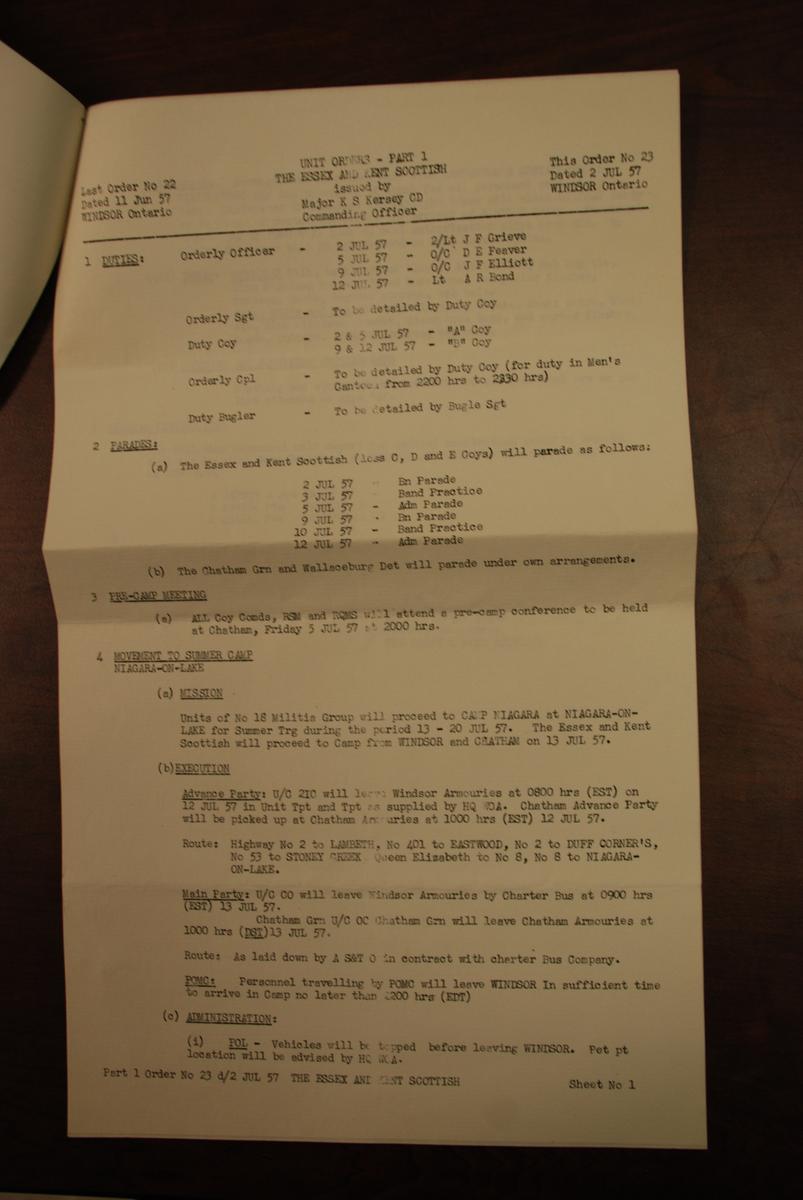 UNIT ORDERS - PART 1
THE ESSEX AND KENT SCOTTISH
issued by
Major K S Kersey CD
Commanding Officer
Last Order No 22
Dated 11 Jun 57
WINDSOR Ontario
This Order No 23
Dated 2 JUL 57
WINDSOR Ontario
1 DUTIES: Orderly Officer - 2 JUL 57 - 2/Lt J F Grieve
5 JUL 57 - O/C D E Feaver
9 JUL 57 - O/C J F Elliott
12 JUL 57 - Lt A R Bond
Orderly Sgt - To be detailed by Duty Coy
Duty Coy - 2 & 5 JUL 57 - "A" Coy
9 & 12 JUL 57 - "B" Coy
Orderly Cpl - To be detailed by Duty Coy (for duty in Men's
Canteen from 2200 hrs to 2230 hrs)
Duty Bugler - To be detailed by Bugle Sgt
2 PARADES:
(a) The Essex and Kent Scottish (less C, D and E Coys) will parade as follows:
2 JUL 57 - Bn Parade
3 JUL 57 - Band Practice
5 JUL 57 - Adm Parade
9 JUL 57 - Bn Parade
10 JUL 57 - Band Practice
12 JUL 57 - Adm Parade
(b) The Chatham Grn and Wallaceburg Det will parade under own arrangements.
3 PRE-CAMP MEETING
(a) ALL Coy Comds, RSM and RQMS will attend a pre-camp conference to be held
at Chatham, Friday 5 JUL 57 at 2000 hrs.
4 MOVEMENT TO SUMMER CAMP
NIAGARA-ON-LAKE
(a) MISSION
Units of No 18 Militia Group will proceed to CAMP NIAGARA at NIAGARA-ON-
LAKE for Summer Trg during the period 13 - 20 JUL 57. The Essex and Kent
Scottish will proceed to Camp from WINDSOR and CHATHAM on 13 JUL 57.
(b)EXECUTION
Advance Party: U/C 2IC will leave Windsor Armouries at 0800 hrs (EST) on
12 JUL 57 in Unit Tpt and Tpt as supplied by HQ WOA. Chatham Advance Party
will be picked up at Chatham Armouries at 1000 hrs (EST) 12 JUL 57.
Route: Highway No 2 to LAMBETH, No 401 to EASTWOOD, No 2 to DUFF CORNER'S,
No 53 to STONEY CREEK Queen Elizabeth to No 8, No 8 to NIAGARA-
ON-LAKE.
Main Party: U/C CO will leave Windsor Armouries by Charter Bus at 0900 hrs
(EST) 13 JUL 57.
Chatham Grn U/C OC Chatham Grn will leave Chatham Armouries at
1000 hrs (DST)13 JUL 57.
Route: As laid down by A S&T O in contract with charter Bus Company.
POMC: Personnel travelling by POMC will leave WINDSOR In sufficient time
to arrive in Camp no later than 2200 hrs (EDT)
(c) ADMINISTRATION:
(i) POL - Vehicles will be topped before leaving WINDSOR. Pet pt
location will be advised by HQ WOA.
Part 1 Order No 23 d/2 JUL 57 THE ESSEX AND KENT SCOTTISH
Sheet No 1